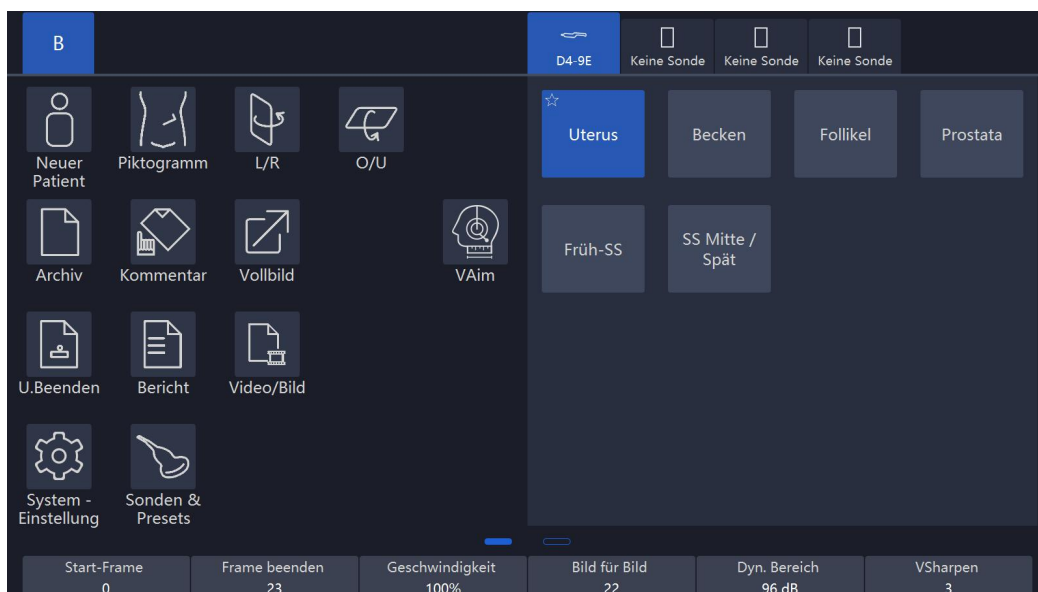 B
D4-9E
Keine Sonde
Keine Sonde
Keine Sonde
Neuer
Patient
Piktogramm
L/R
O/U
Archiv
Kommentar
Vollbild
VAim
U.Beenden
Bericht
Video/Bild
System -
Einstellung
Sonden &
Presets
Uterus
Becken
Follikel
Prostata
Früh-SS
SS Mitte /
Spät
Start-Frame
0
Frame beenden
23
Geschwindigkeit
100%
Bild für Bild
22
Dyn. Bereich
96 dB
VSharpen
3